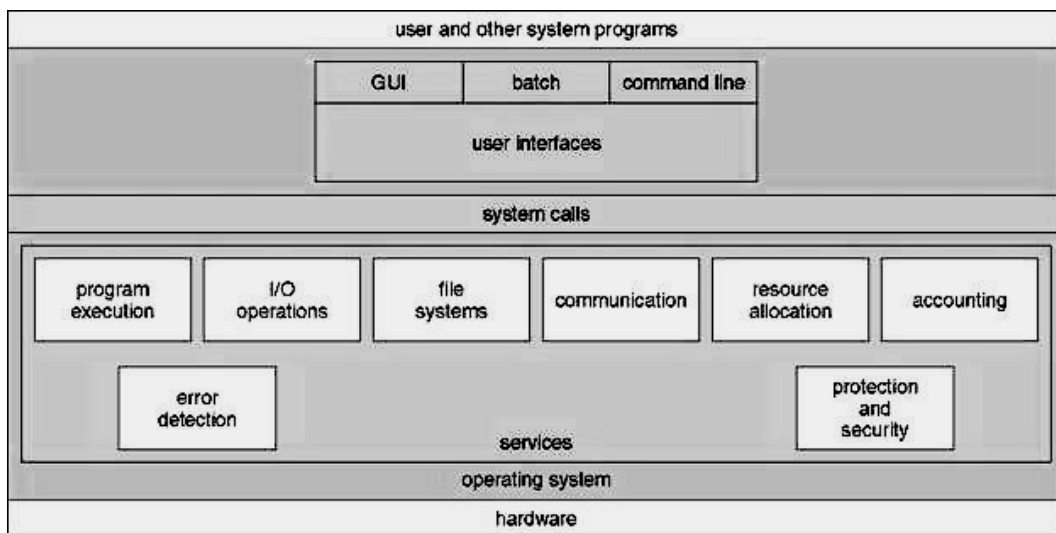 user and other system programs
GUI
batch
command line
user interfaces
system calls
program
execution
I/O
operations
file
systems
communication
resource
allocation
accounting
error
detection
protection
and
security
services
operating system
hardware